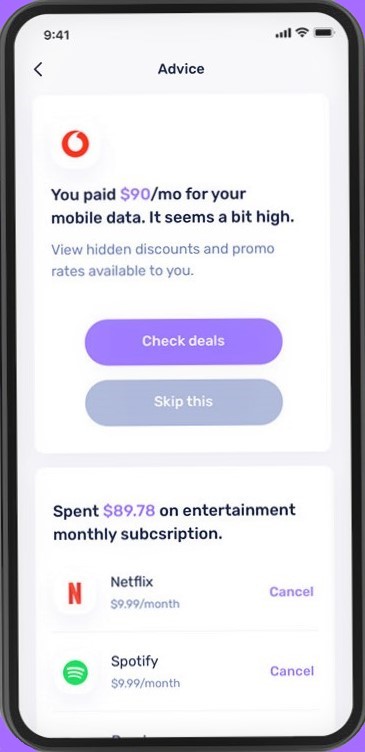 9:41
Advice
You paid $90/mo for your
mobile data. It seems a bit high.
View hidden discounts and promo
rates available to you.
Check deals
Skip this
Spent $89.78 on entertainment
monthly subcsription.
Netflix
$9.99/month
Cancel
Spotify
$9.99/month
Cancel